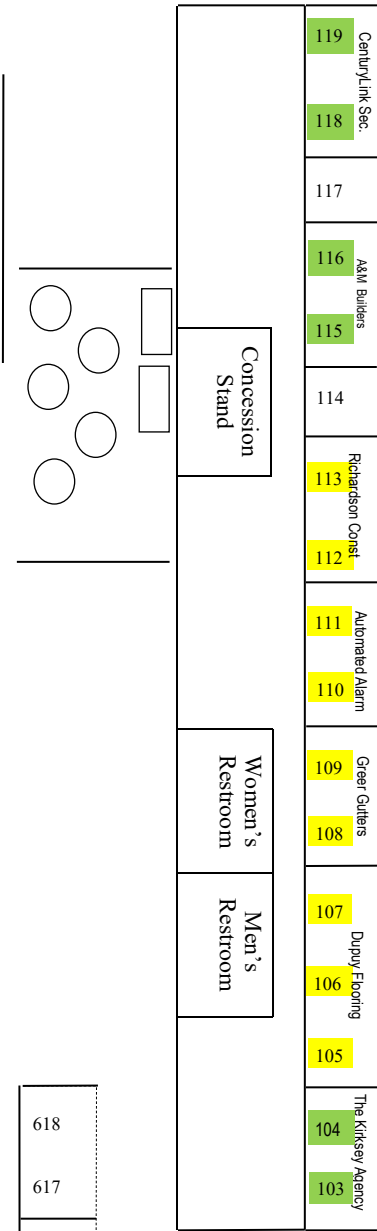 119
CenturyLink Sec.
118
117
116
A&M Builders
115
114
113
Richardson Const
112
111
Automated Alarm
110
109
Greer Gutters
108
107
Dupuy Flooring
106
105
104
The Kirksey Agency
103
Concession
Stand
Women's
Restroom
Men's
Restroom
618
617